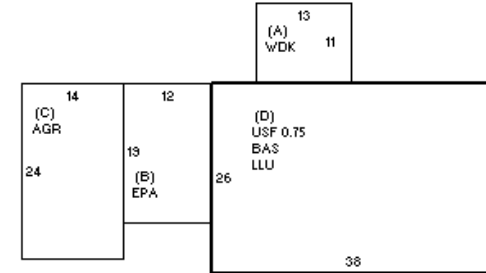 13
(A)
WDK
11
14
(C)
AGR
24
12
19
(B)
EPA
(D)
USF 0.75
BAS
LLU
26
38